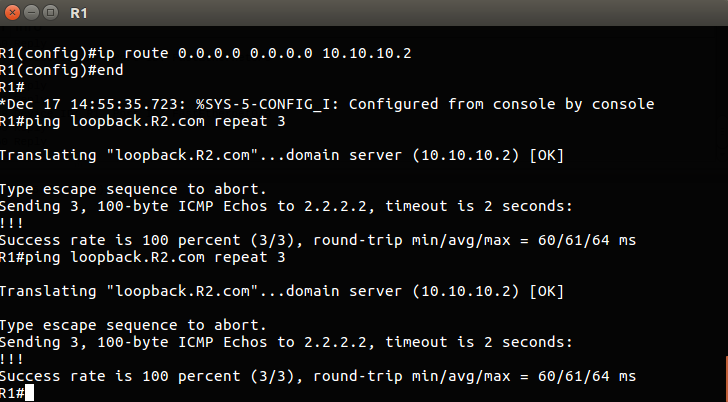 R1
R1(config)#ip route 0.0.0.0 0.0.0.0 10.10.10.2
R1(config)#end
R1#
*Dec 17 14:55:35.723: %SYS-5-CONFIG_I: Configured from console by console
R1#ping loopback.R2.com repeat 3
Translating "loopback.R2.com"...domain server (10.10.10.2) [OK]
Type escape sequence to abort.
Sending 3, 100-byte ICMP Echos to 2.2.2.2, timeout is 2 seconds:
!!!
Success rate is 100 percent (3/3), round-trip min/avg/max = 60/61/64 ms
R1#ping loopback.R2.com repeat 3
Translating "loopback.R2.com"...domain server (10.10.10.2) [OK]
Type escape sequence to abort.
Sending 3, 100-byte ICMP Echos to 2.2.2.2, timeout is 2 seconds:
!!!
Success rate is 100 percent (3/3), round-trip min/avg/max = 60/61/64 ms
R1#